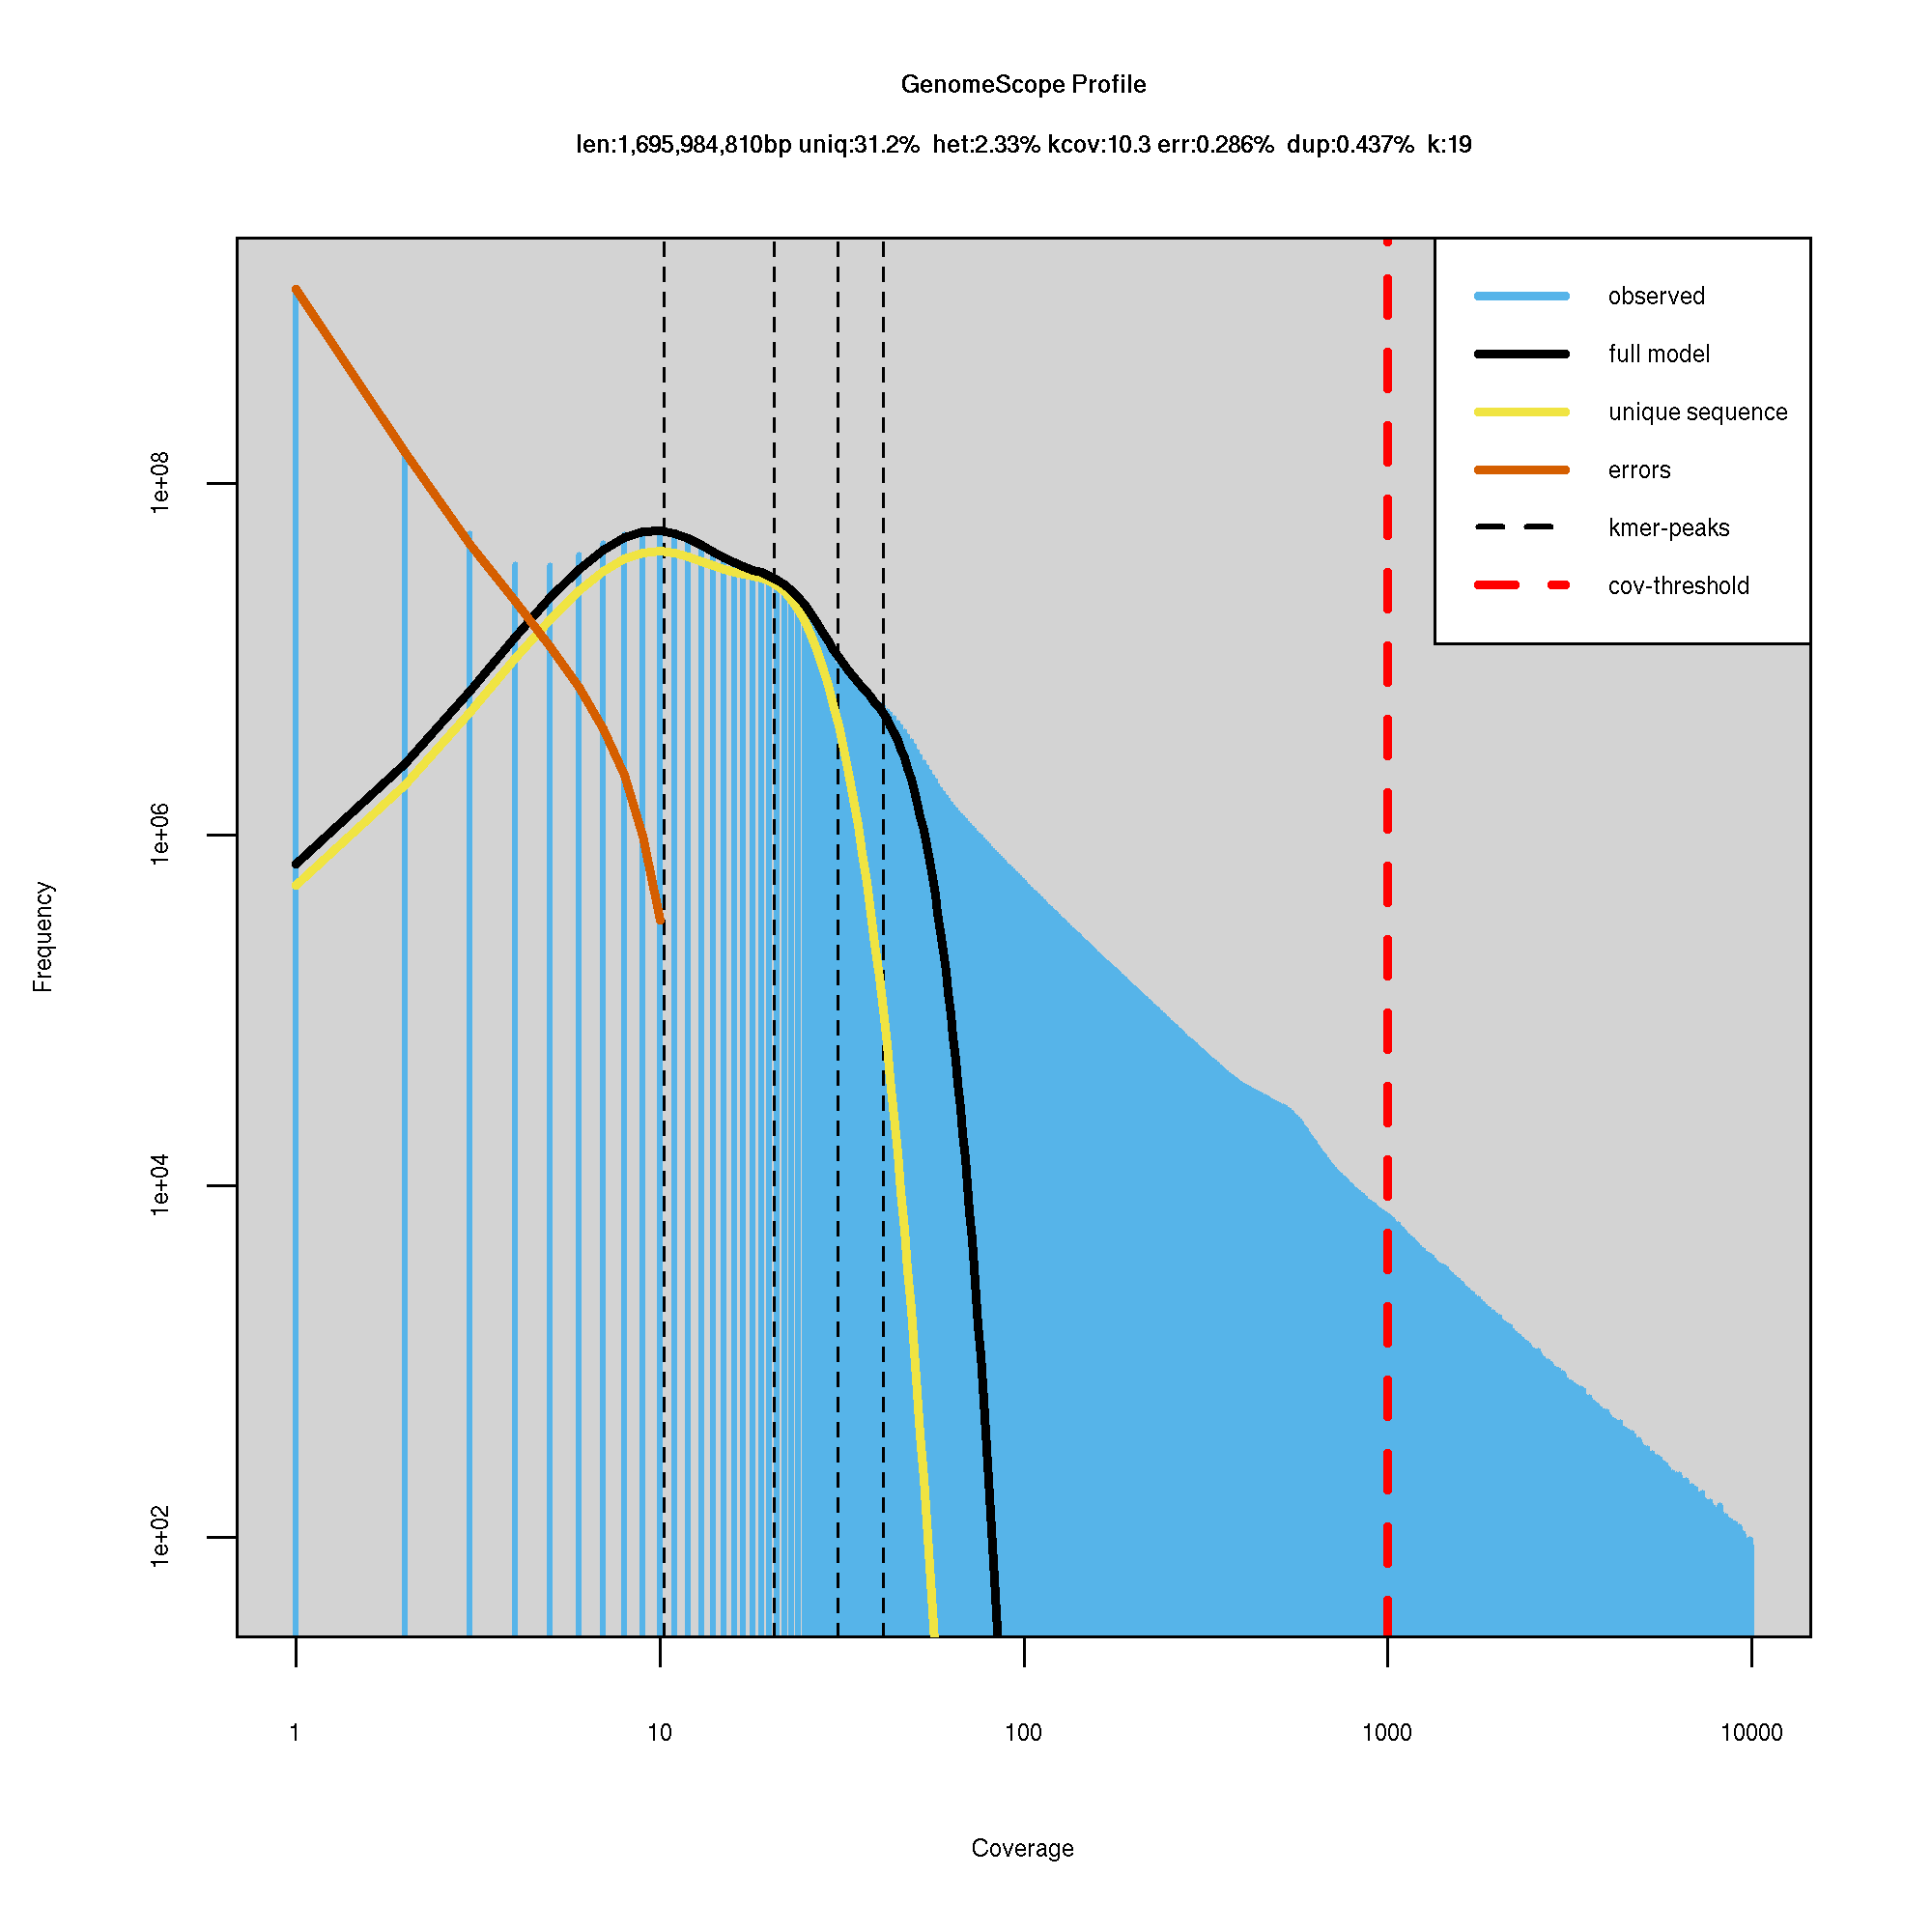 GenomeScope Profile
len:1,695,984,810bp uniq:31.2% het:2.33% kcov:10.3 err:0.286% dup:0.437% k:19
observed
full model
unique sequence
errors
kmer-peaks
cov-threshold
1e+08
1e+06
1e+04
1e+02
Frequency
1
10
100
1000
10000
Coverage